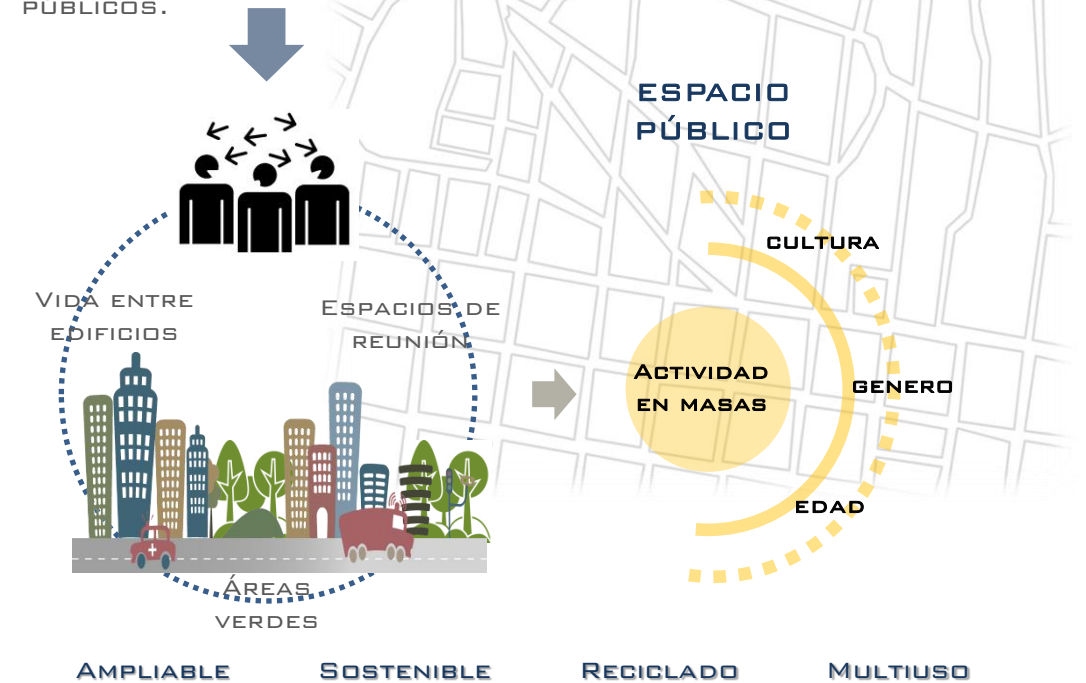 PÚBLICOS.
ESPACIO
PÚBLICO
CULTURA
VIDA ENTRE
EDIFICIOS
ESPACIOS DE
REUNIÓN
ACTIVIDAD
EN MASAS
GENERO
EDAD
ÁREAS
VERDES
AMPLIABLE
SOSTENIBLE
RECICLADO
MULTIUSO